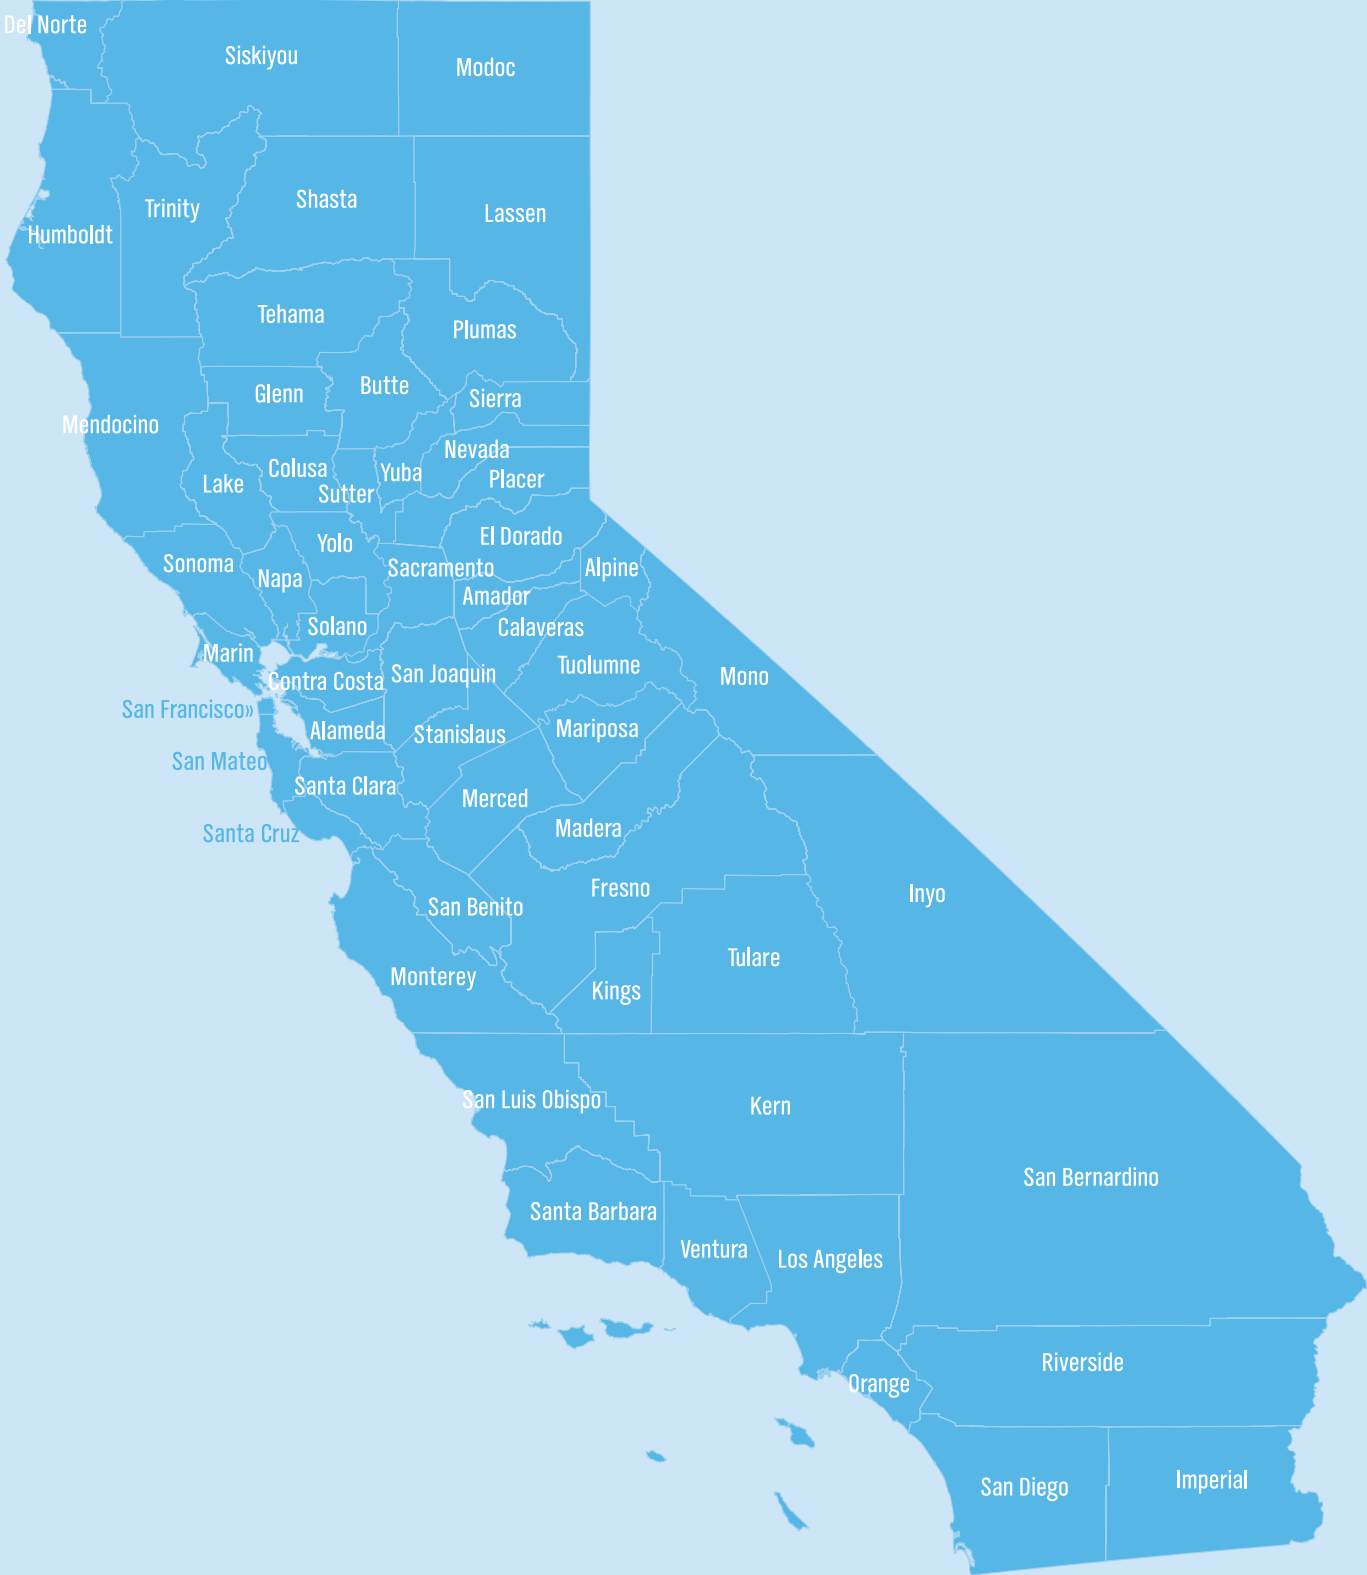 Del Norte
Siskiyou
Modoc
Shasta
Trinity
Lassen
Humboldt
Tehama
Plumas
Butte
Glenn
Sierra
Mendocino
Nevada
Colusa
Yuba
Placer
Lake
Sutter
El Dorado
Yolo
Sonoma
Sacramento
Alpine
Napa
Amador
Solano
Calaveras
Marin
Tuolumne
San Joaquin
Mono
Contra Costa
San Francisco»
Mariposa
Alameda
Stanislaus
San Mateo
Santa Clara
Merced
Madera
Santa Cruz
Fresno
Inyo
San Benito
Tulare
Monterey
Kings
San Luis Obispo
Kern
San Bernardino
Santa Barbara
Ventura
Los Angeles
Riverside
Orange
Imperial
San Diego